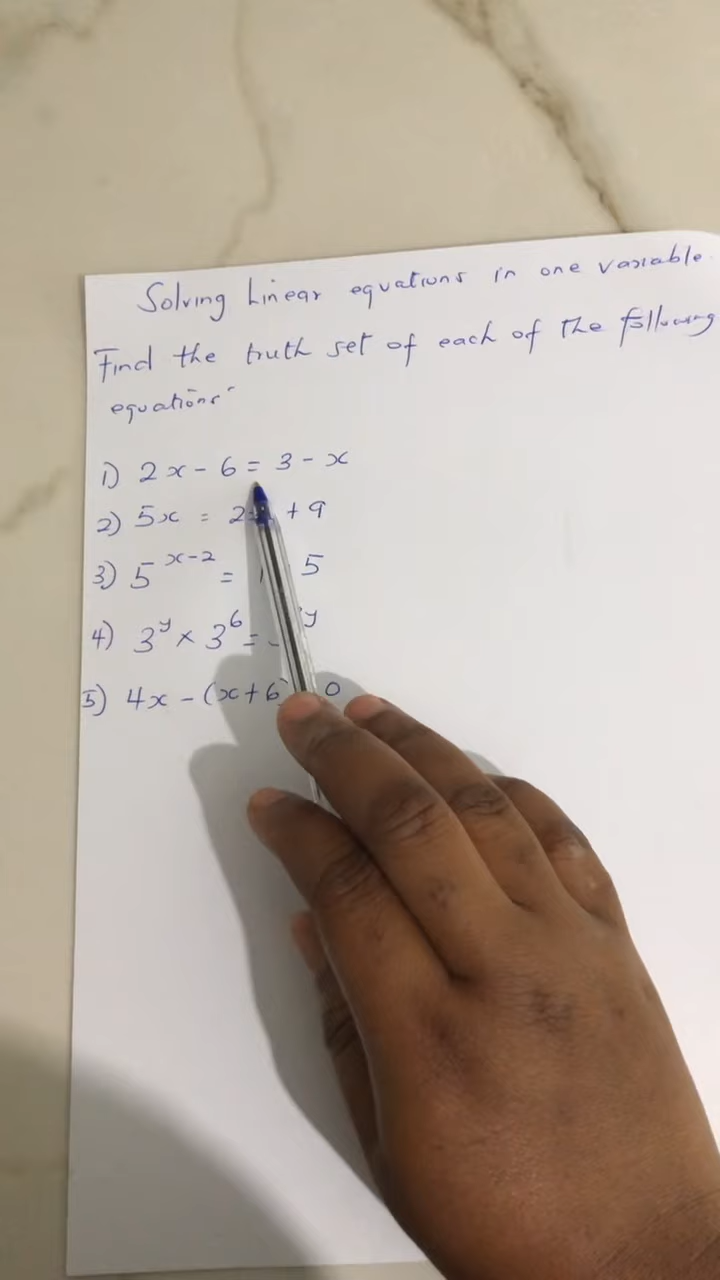 Solving Linear equations in one variable.
Find the truth set of each of the following
equations
1) 2x - 6 = 3 - x
2) 5x = 2 + 9
3) 5^{x-2} = 5
4) 3^y × 3^6 =
5) 4x - (x+6 0